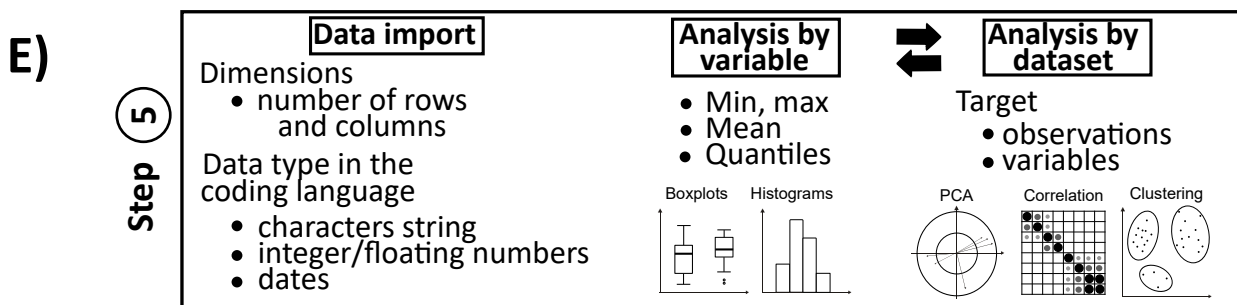 E)
Step 5
Data import
Dimensions
• number of rows
and columns
Data type in the
coding language
• characters string
• integer/floating numbers
• dates
Analysis by
variable
• Min, max
• Mean
• Quantiles
Boxplots
Histograms
Analysis by
dataset
Target
• observations
• variables
PCA
Correlation
Clustering